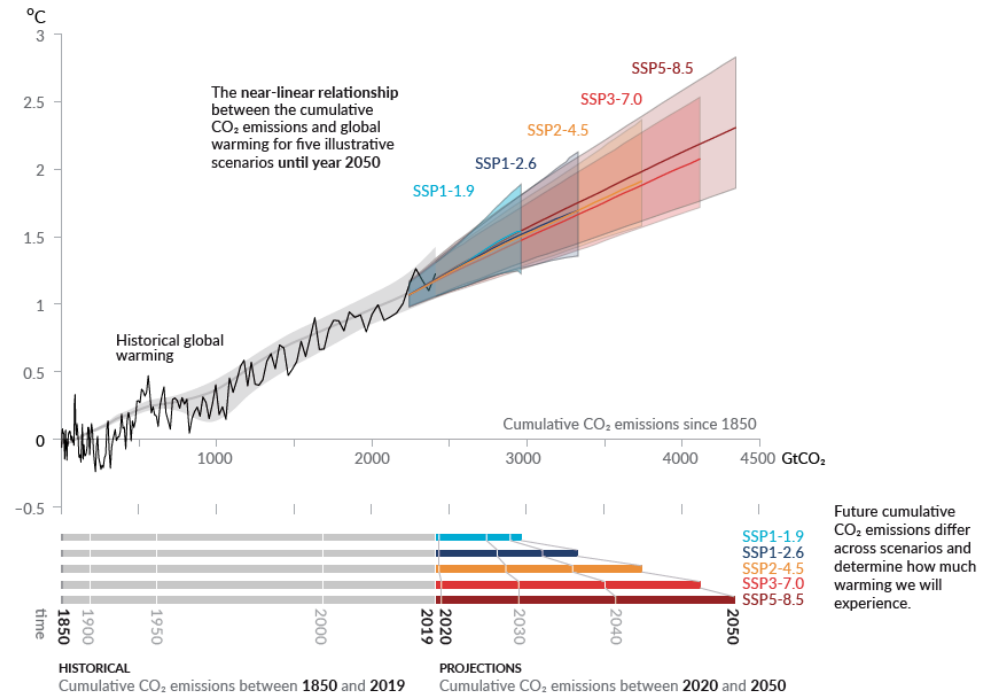 °C
3
2.5
2
1.5
1
0.5
0
−0.5
The near-linear relationship
between the cumulative
CO₂ emissions and global
warming for five illustrative
scenarios until year 2050
SSP5-8.5
SSP3-7.0
SSP2-4.5
SSP1-2.6
SSP1-1.9
Historical global
warming
Cumulative CO₂ emissions since 1850
1000 2000 3000 4000 4500 GtCO₂
SSP1-1.9
SSP1-2.6
SSP2-4.5
SSP3-7.0
SSP5-8.5
Future cumulative
CO₂ emissions differ
across scenarios and
determine how much
warming we will
experience.
time 1850 1900 1950 2000 2019 2020 2030 2040 2050
HISTORICAL
Cumulative CO₂ emissions between 1850 and 2019
PROJECTIONS
Cumulative CO₂ emissions between 2020 and 2050